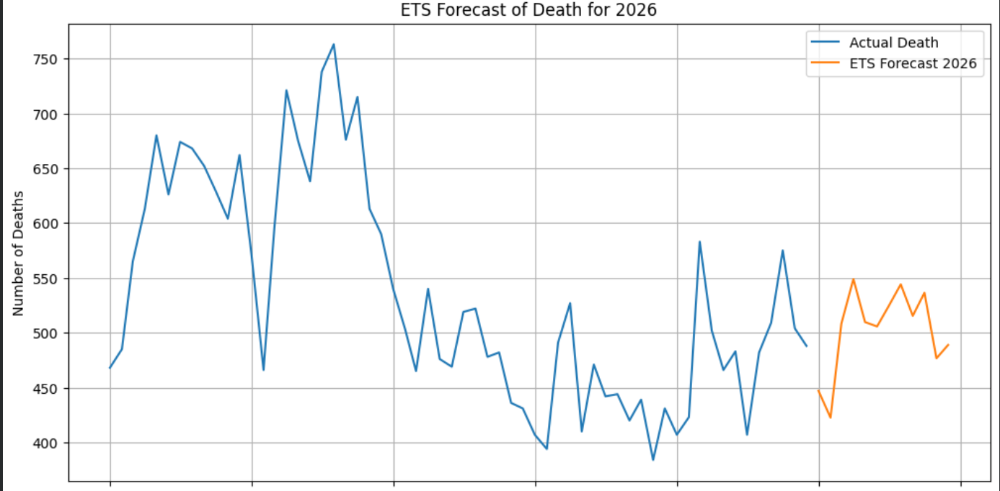 ETS Forecast of Death for 2026
Actual Death
ETS Forecast 2026
Number of Deaths
750
700
650
600
550
500
450
400